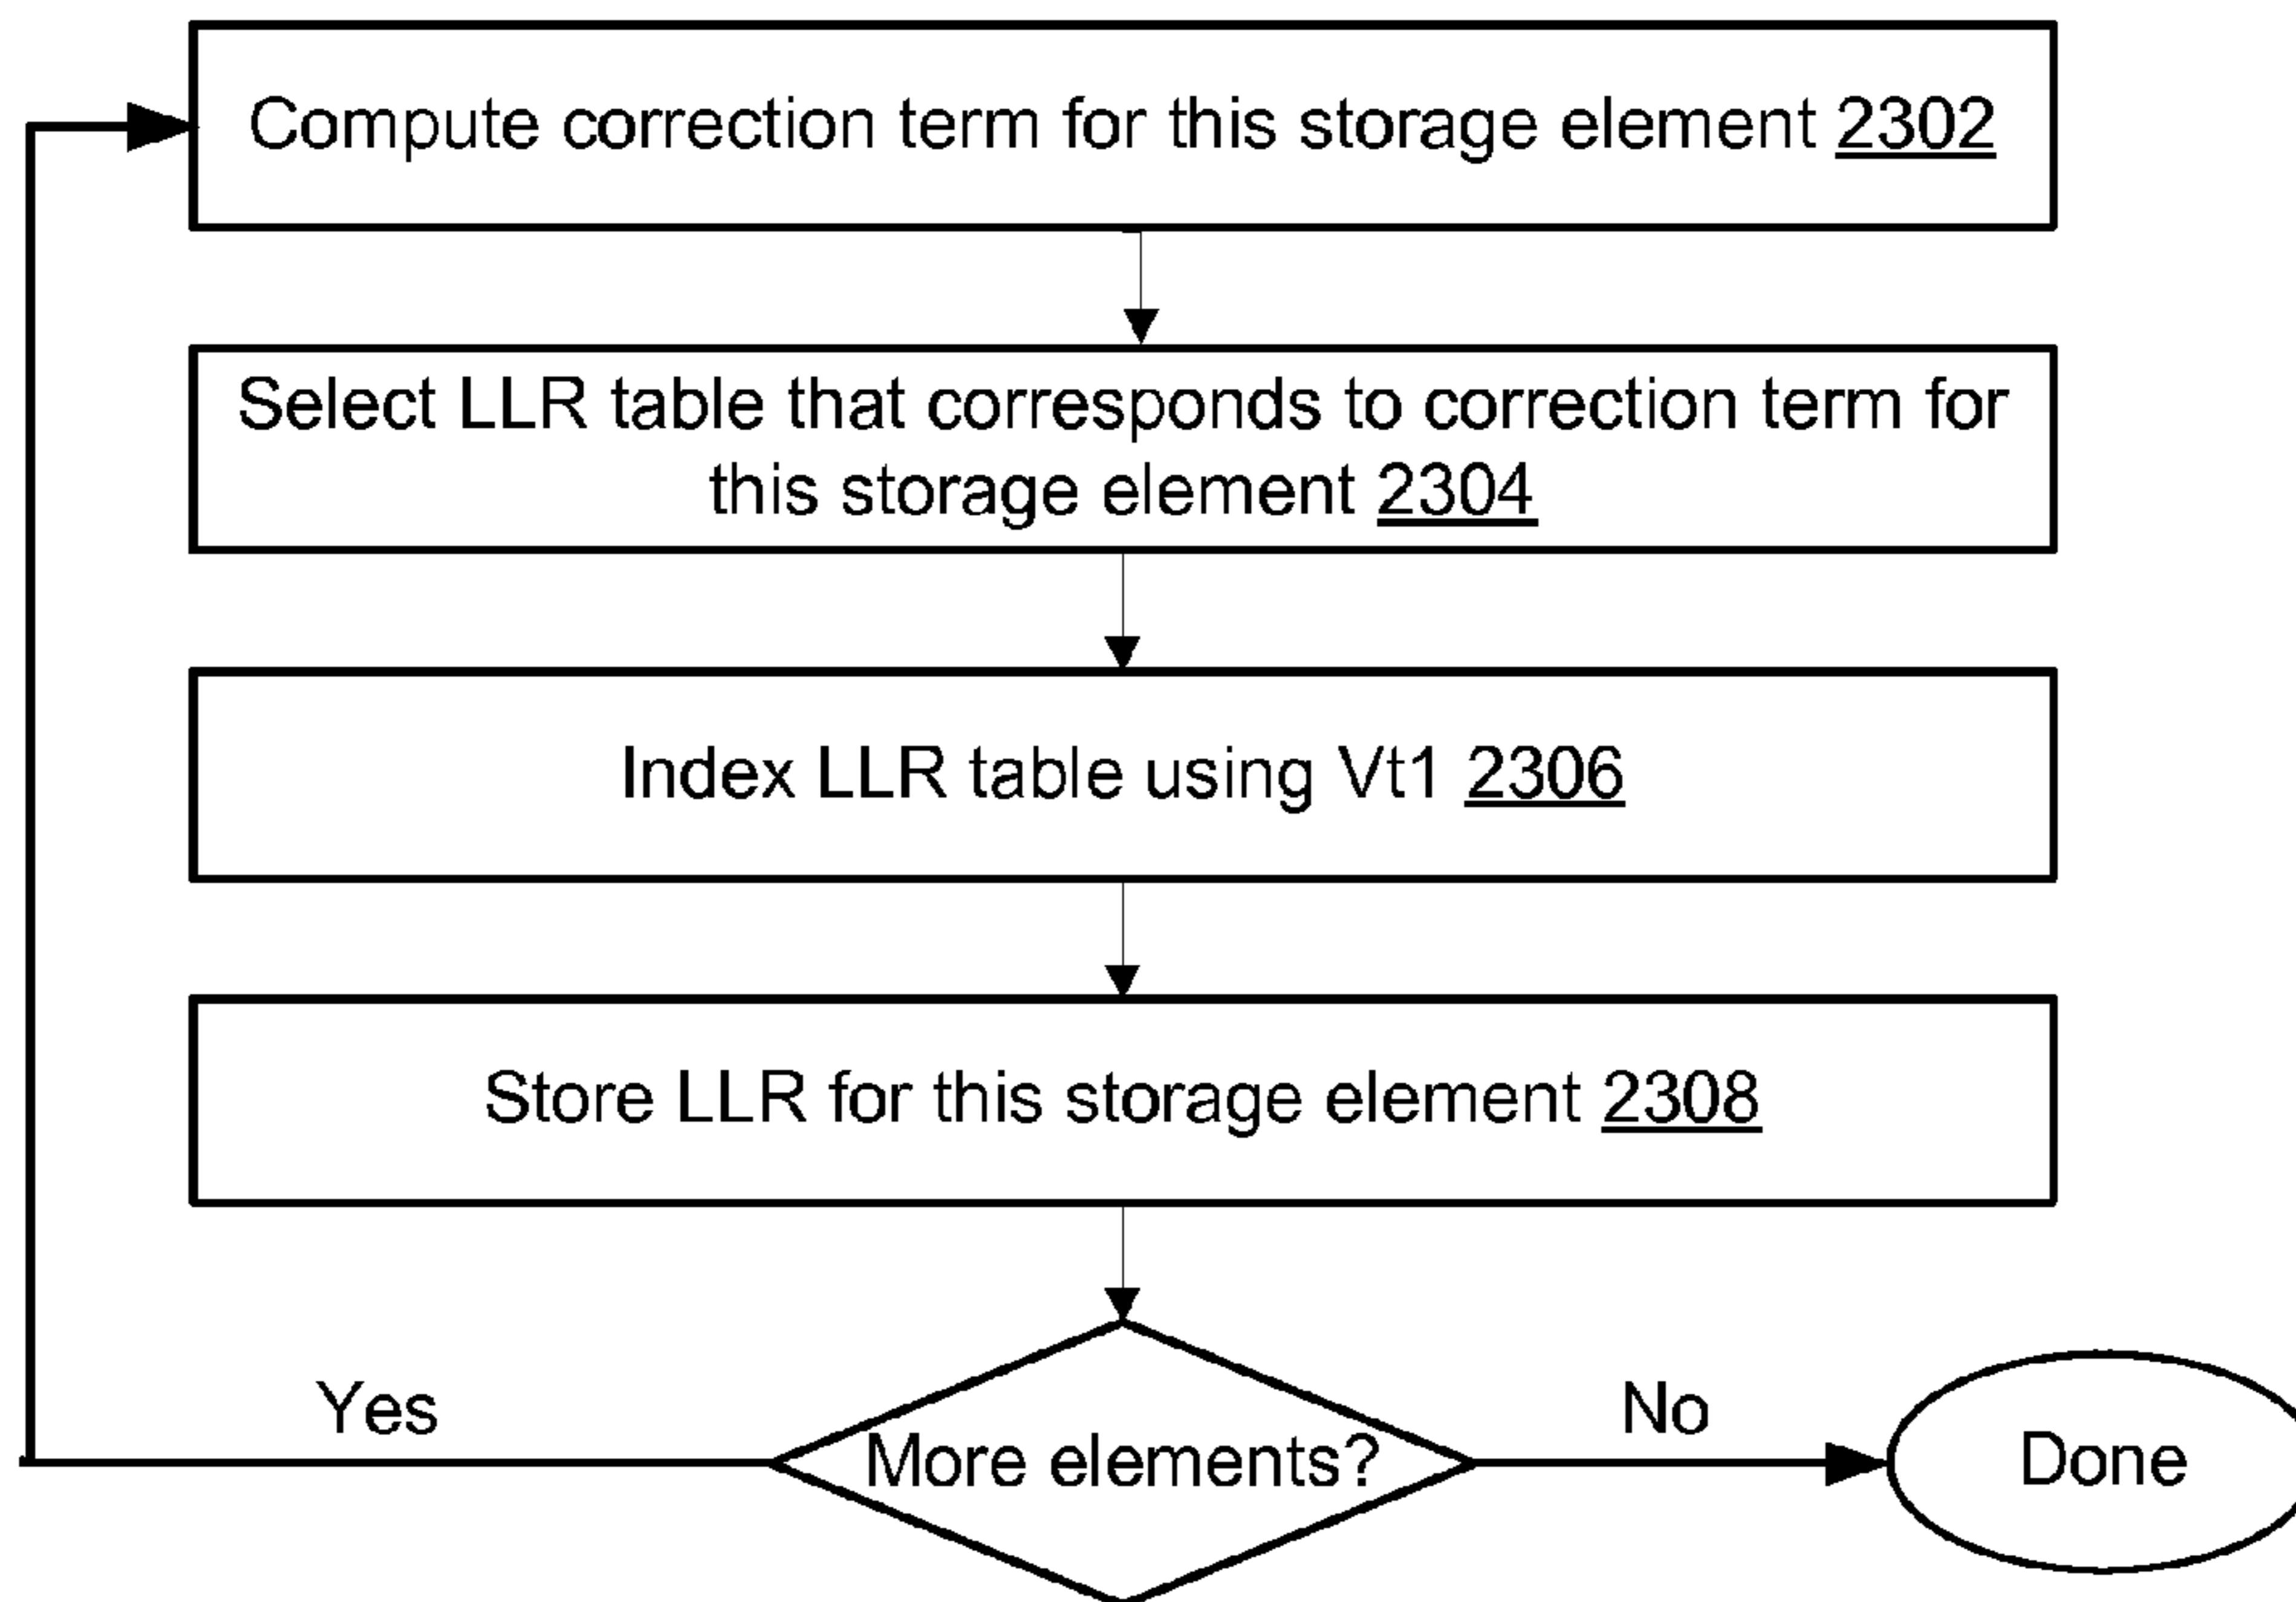 Compute correction term for this storage element 2302
Select LLR table that corresponds to correction term for
this storage element 2304
Index LLR table using Vt1 2306
Store LLR for this storage element 2308
Yes
More elements?
No
Done